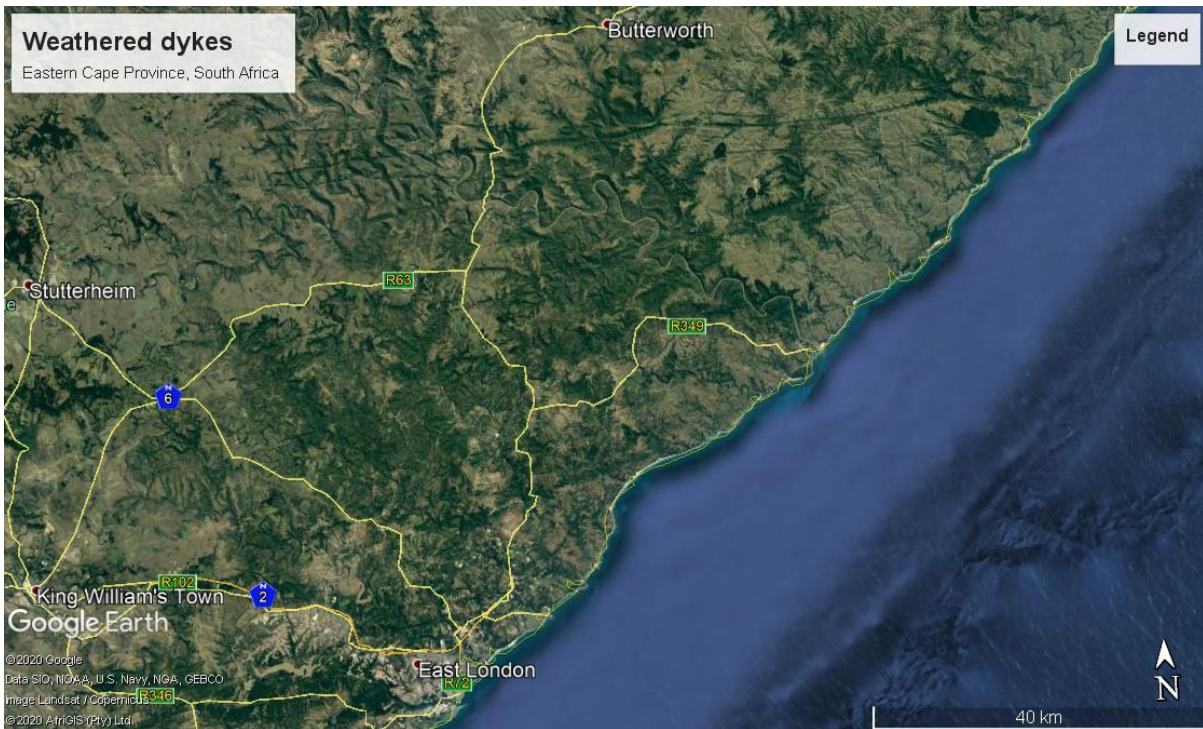 Weathered dykes
Eastern Cape Province, South Africa
Legend
Butterworth
R63
Stutterheim
e
R349
N
6
King William's Town
R102
N
2
Google Earth
East London
R72
©2020 Google
Data SIO, NOAA, U.S. Navy, NGA, GEBCO
Image Landsat / Copernicus
R346
©2020 AfriGIS (Pty) Ltd.
N
40 km